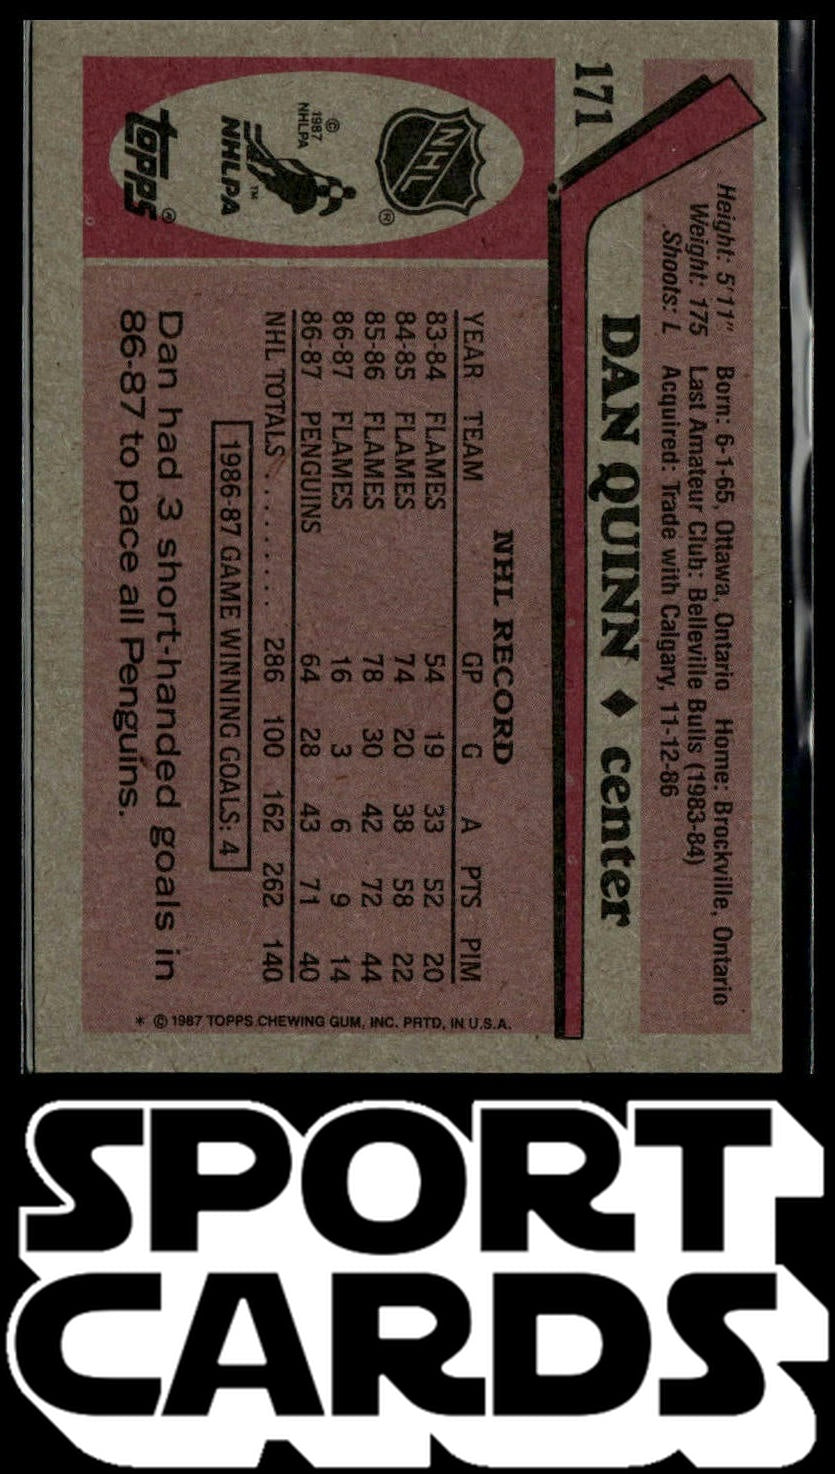 171
Height: 5'11"   Born: 6-1-65, Ottawa, Ontario   Home: Brockville, Ontario
Weight: 175   Last Amateur Club: Belleville Bulls (1983-84)
Shoots: L   Acquired: Trade with Calgary, 11-12-86
DAN QUINN ♦ center
NHL
®
© 1987
NHLPA
NHLPA
™
TOPPS
®
NHL RECORD
YEAR TEAM GP G A PTS PIM
83-84 FLAMES 54 19 33 52 20
84-85 FLAMES 74 20 38 58 22
85-86 FLAMES 78 30 42 72 44
86-87 FLAMES 16 3 6 9 14
86-87 PENGUINS 64 28 43 71 40
NHL TOTALS .......... 286 100 162 262 140
1986-87 GAME WINNING GOALS: 4
Dan had 3 short-handed goals in
86-87 to pace all Penguins.
* © 1987 TOPPS CHEWING GUM, INC. PRTD, IN U.S.A.
SPORT
CARDS